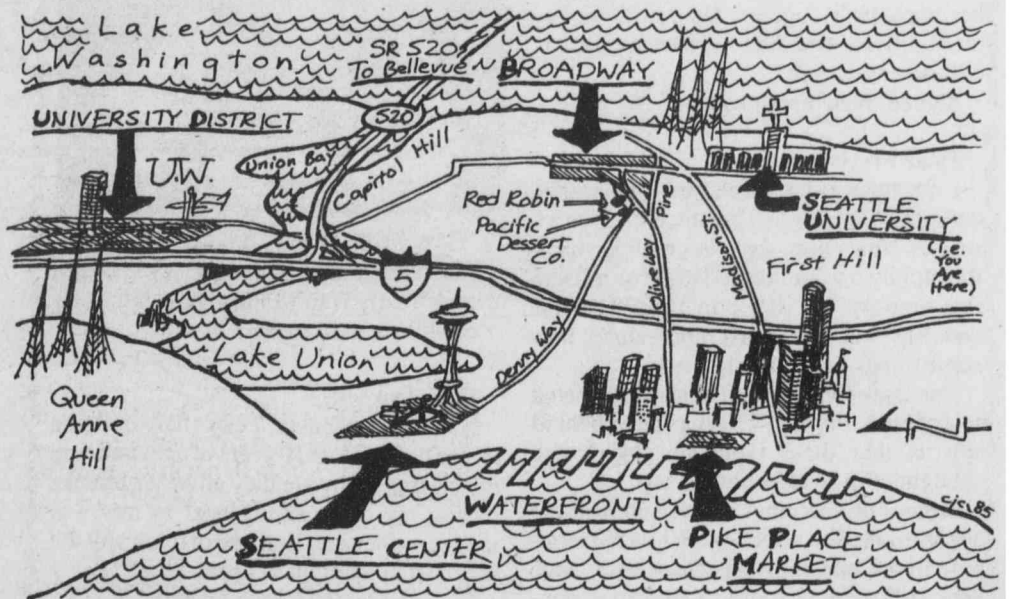 Lake
Washington
SR 520
To Bellevue
BROADWAY
520
UNIVERSITY DISTRICT
U.W.
Union Bay
Capitol Hill
Red Robin
Pacific
Dessert
Co.
Pine
Olive Way
Madison St.
SEATTLE
UNIVERSITY
(i.e.
You
Are
Here)
First Hill
5
Denny Way
Lake Union
Queen
Anne
Hill
WATERFRONT
SEATTLE CENTER
PIKE PLACE
MARKET
cjcl85